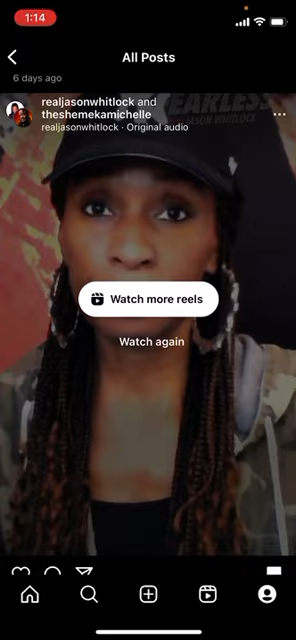 1:14
All Posts
6 days ago
FEARLESS
JASON WHITLOCK
realjasonwhitlock and
theshemekamichelle
realjasonwhitlock · Original audio
Watch more reels
Watch again